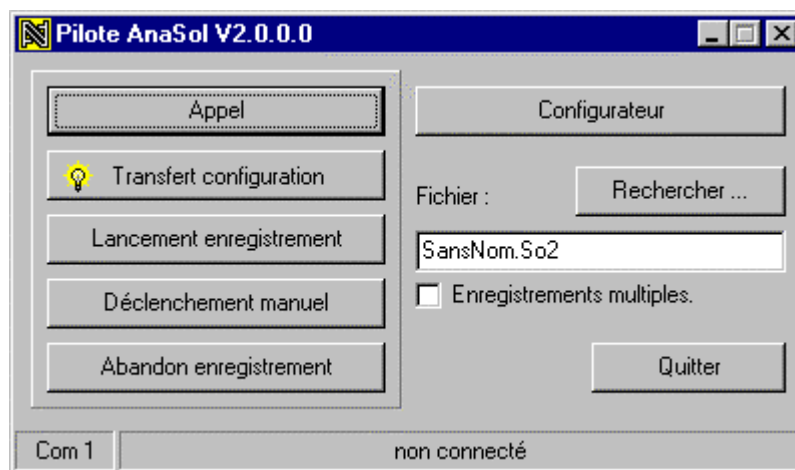 Pilote AnaSol V2.0.0.0
Appel
Transfert configuration
Lancement enregistrement
Déclenchement manuel
Abandon enregistrement
Configurateur
Fichier :
Rechercher ...
SansNom.So2
Enregistrements multiples.
Quitter
Com 1
non connecté